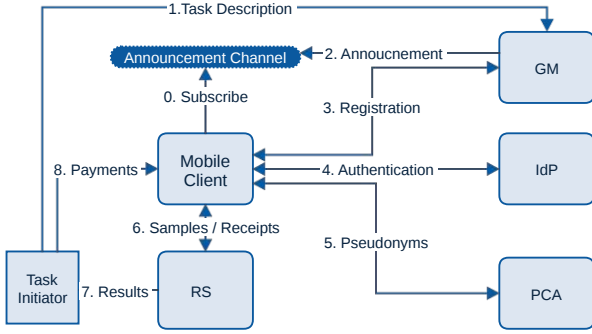 1.Task Description
Announcement Channel
2. Annoucnement
GM
0. Subscribe
3. Registration
Mobile
Client
8. Payments
4. Authentication
IdP
6. Samples / Receipts
5. Pseudonyms
Task
Initiator
7. Results
RS
PCA